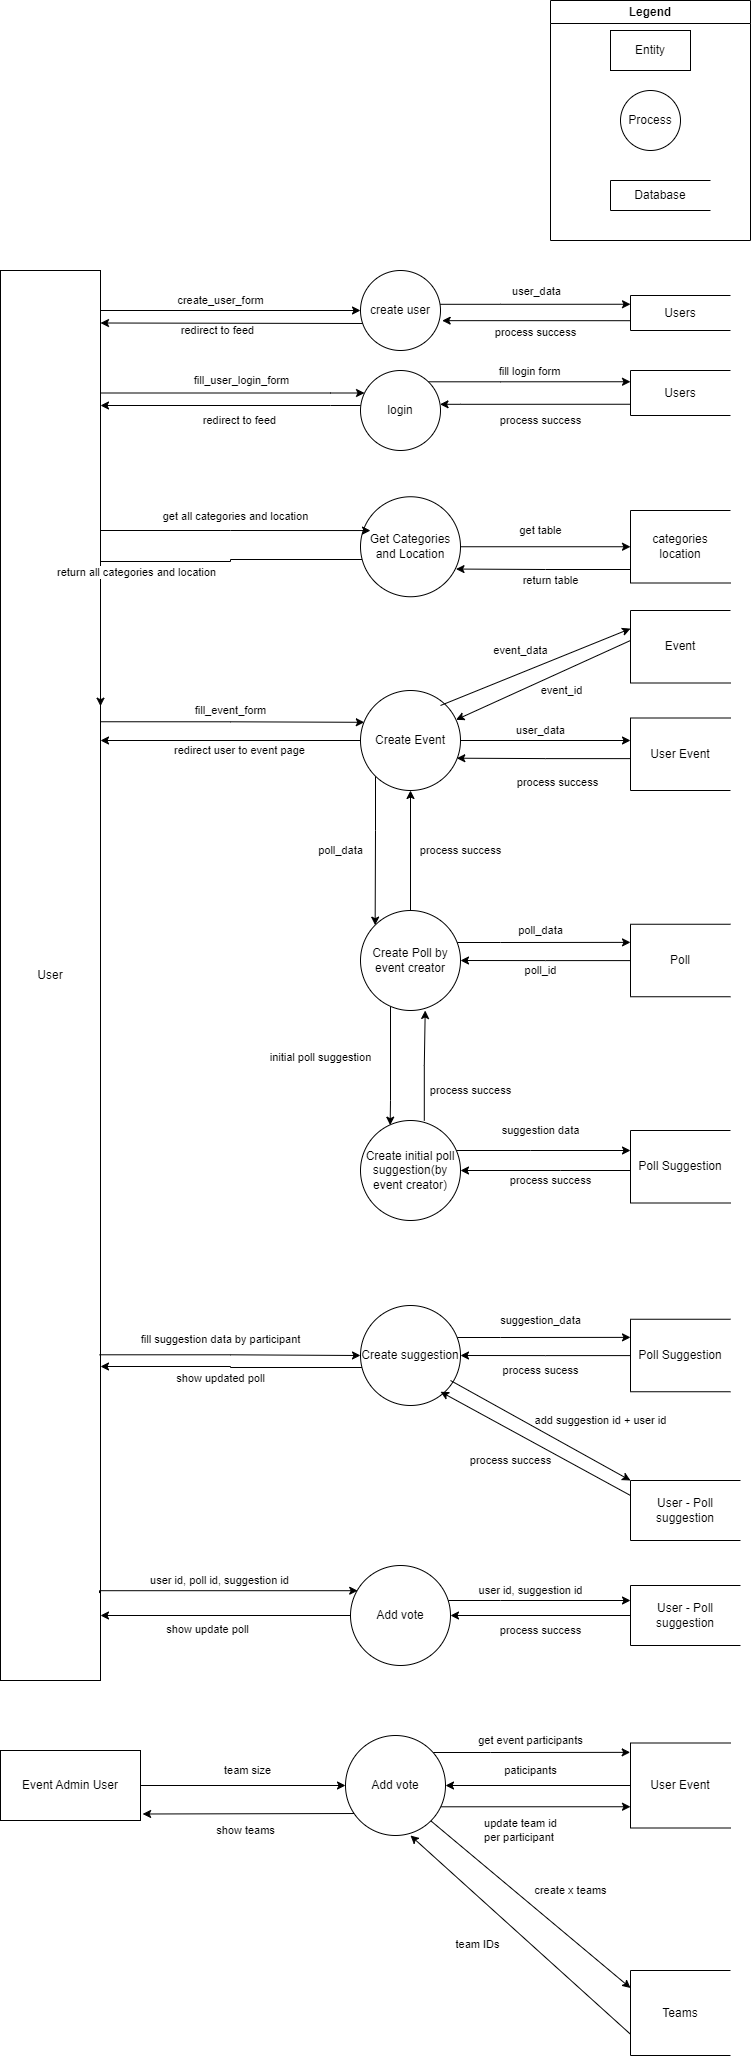 Legend
Entity
Process
Database
create_user_form
create user
user_data
Users
redirect to feed
process success
fill_user_login_form
login
fill login form
Users
redirect to feed
process success
get all categories and location
Get Categories
and Location
get table
categories
location
return all categories and location
return table
event_data
Event
event_id
fill_event_form
Create Event
user_data
User Event
redirect user to event page
process success
poll_data
process success
Create Poll by
event creator
poll_data
Poll
poll_id
User
initial poll suggestion
process success
Create initial poll
suggestion(by
event creator)
suggestion data
Poll Suggestion
process success
fill suggestion data by participant
Create suggestion
suggestion_data
Poll Suggestion
show updated poll
process sucess
add suggestion id + user id
process success
User - Poll
suggestion
user id, poll id, suggestion id
Add vote
user id, suggestion id
User - Poll
suggestion
show update poll
process success
Event Admin User
team size
Add vote
get event participants
paticipants
User Event
show teams
update team id
per participant
create x teams
team IDs
Teams